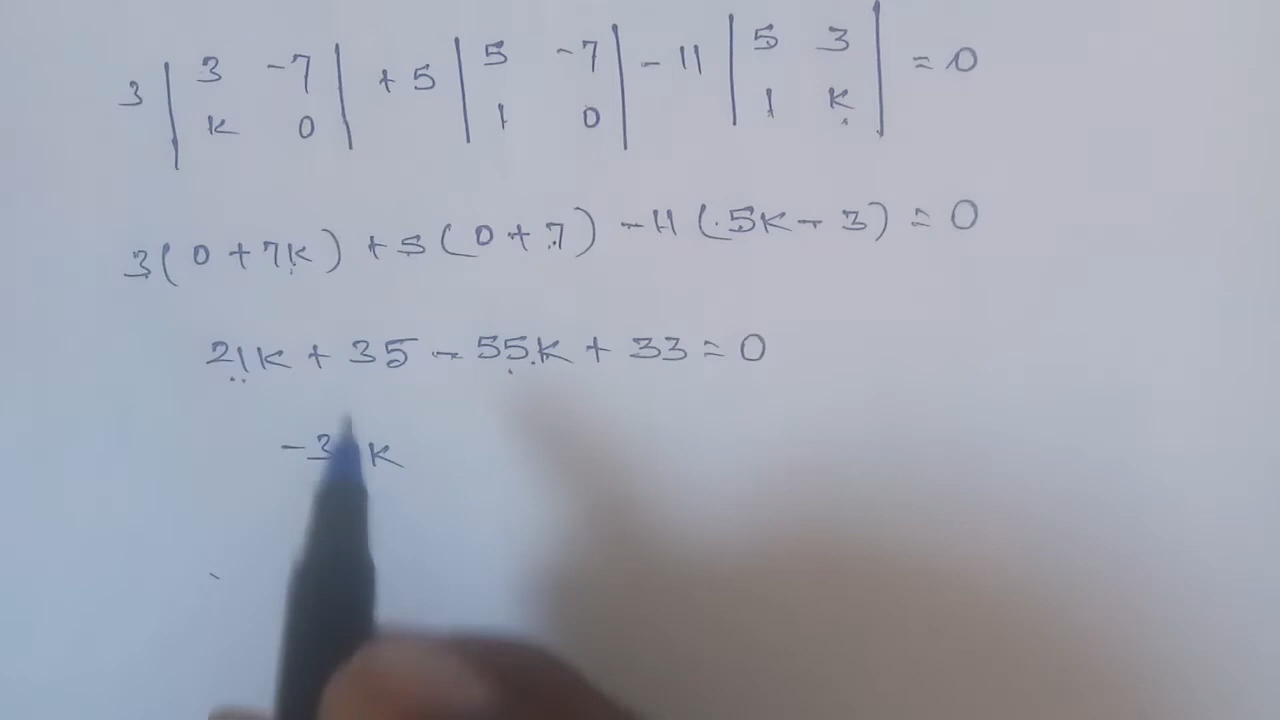 3 | 3 -7 | + 5 | 5 -7 | - 11 | 5 3 | = 0
| k 0 | | 1 0 | | 1 k |
3(0 + 7k) + 5(0 + 7) - 11(5k - 3) = 0
21k + 35 - 55k + 33 = 0
-3 k